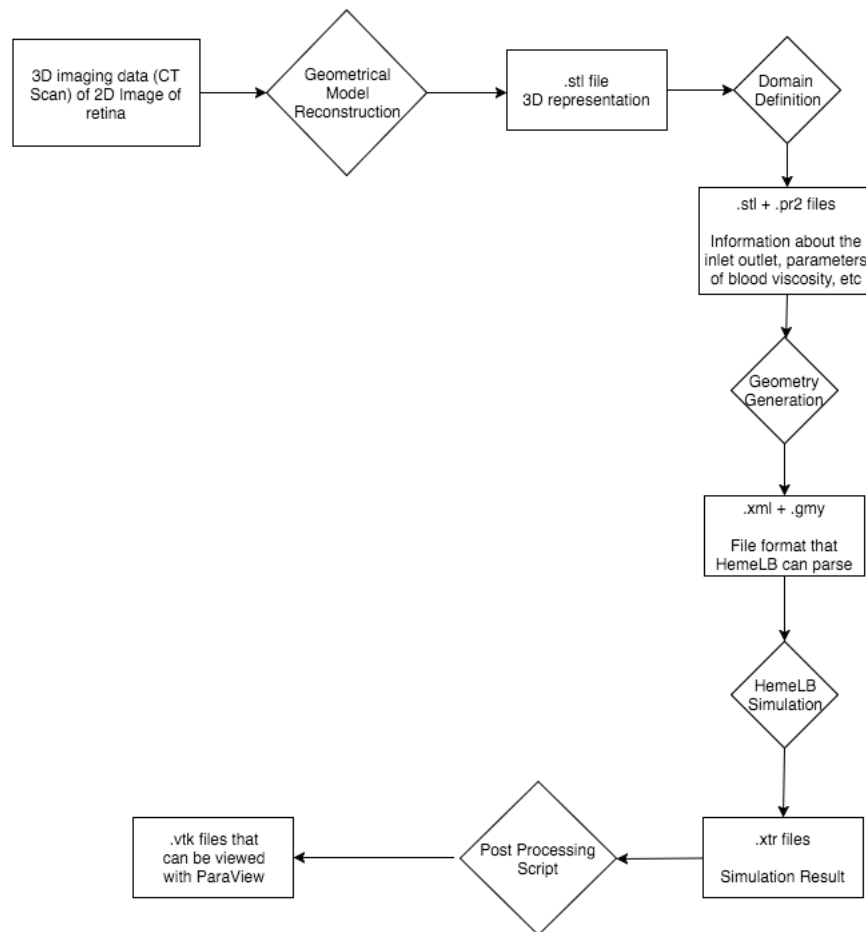 3D imaging data (CT
Scan) of 2D Image of
retina
Geometrical
Model
Reconstruction
.stl file
3D representation
Domain
Definition
.stl + .pr2 files
Information about the
inlet outlet, parameters
of blood viscosity, etc
Geometry
Generation
.xml + .gmy
File format that
HemeLB can parse
HemeLB
Simulation
.xtr files
Simulation Result
Post Processing
Script
.vtk files that
can be viewed
with ParaView